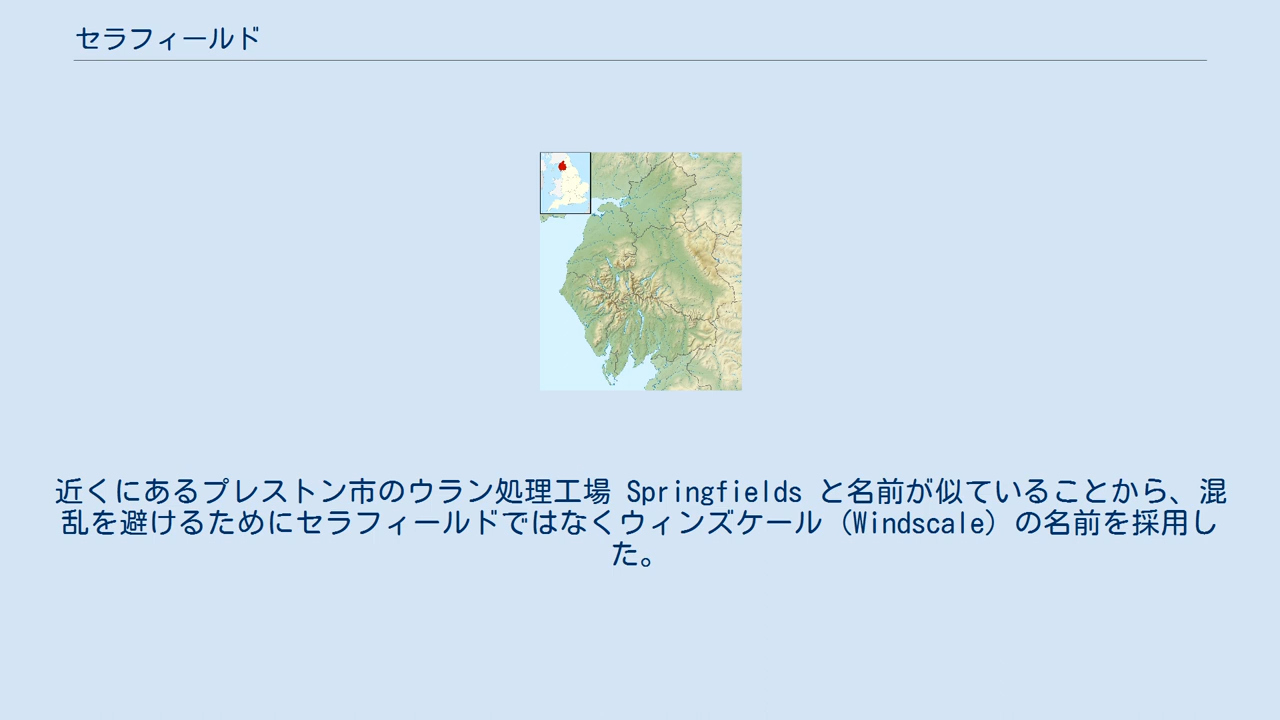 セラフィールド
近くにあるプレストン市のウラン処理工場 Springfields と名前が似ていることから、混
乱を避けるためにセラフィールドではなくウィンズケール (Windscale) の名前を採用し
た。